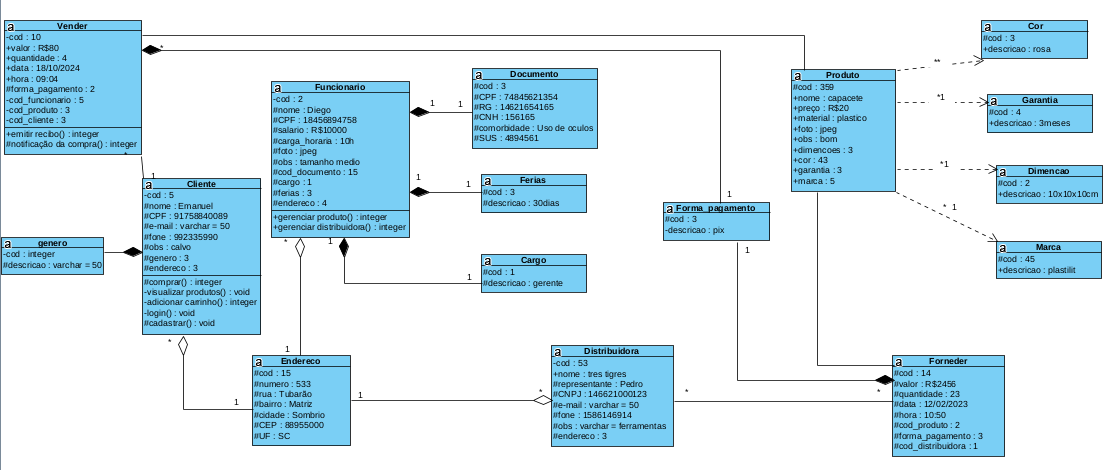 Vender
-cod : 10
+valor : R$80
+quantidade : 4
+data : 18/10/2024
+hora : 09:04
#forma_pagamento : 2
-cod_funcionario : 5
-cod_produto : 3
-cod_cliente : 3
+emitir recibo() : integer
#notificação da compra() : integer
*
*
1
Cliente
-cod : 5
#nome : Emanuel
#CPF : 91758840089
#e-mail : varchar = 50
#fone : 992335990
#obs : calvo
#genero : 3
#endereco : 3
#comprar() : integer
-visualizar produtos() : void
-adicionar carrinho() : integer
-login() : void
#cadastrar() : void
*
1
genero
-cod : integer
#descricao : varchar = 50
Funcionario
-cod : 2
#nome : Diego
#CPF : 18456894758
#salario : R$10000
#carga_horaria : 10h
#foto : jpeg
#obs : tamanho medio
#cod_documento : 15
#cargo : 1
#ferias : 3
#endereco : 4
+gerenciar produto() : integer
+gerenciar distribuidora() : integer
1
1
1
1
*
1
1
1
Documento
#cod : 3
#CPF : 74845621354
#RG : 14621654165
#CNH : 156165
#comorbidade : Uso de oculos
#SUS : 4894561
Ferias
#cod : 3
#descricao : 30dias
Cargo
#cod : 1
#descricao : gerente
Endereco
#cod : 15
#numero : 533
#rua : Tubarão
#bairro : Matriz
#cidade : Sombrio
#CEP : 88955000
#UF : SC
1
*
Distribuidora
-cod : 53
+nome : tres tigres
#representante : Pedro
#CNPJ : 146621000123
#e-mail : varchar = 50
#fone : 1586146914
#obs : varchar = ferramentas
#endereco : 3
*
*
1
Forma_pagamento
#cod : 3
-descricao : pix
1
Produto
#cod : 359
+nome : capacete
+preço : R$20
+material : plastico
+foto : jpeg
+obs : bom
+dimencoes : 3
+cor : 43
+garantia : 3
+marca : 5
**
*1
*1
* 1
Cor
#cod : 3
+descricao : rosa
Garantia
#cod : 4
+descricao : 3meses
Dimencao
#cod : 2
+descricao : 10x10x10cm
Marca
#cod : 45
+descricao : plastilit
Forneder
#cod : 14
#valor : R$2456
#quantidade : 23
#data : 12/02/2023
#hora : 10:50
#cod_produto : 2
#forma_pagamento : 3
#cod_distribuidora : 1